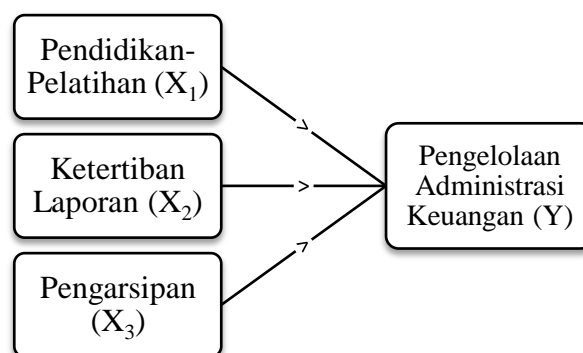 Pendidikan-
Pelatihan (X₁)
Ketertiban
Laporan (X₂)
Pengarsipan
(X₃)
Pengelolaan
Administrasi
Keuangan (Y)